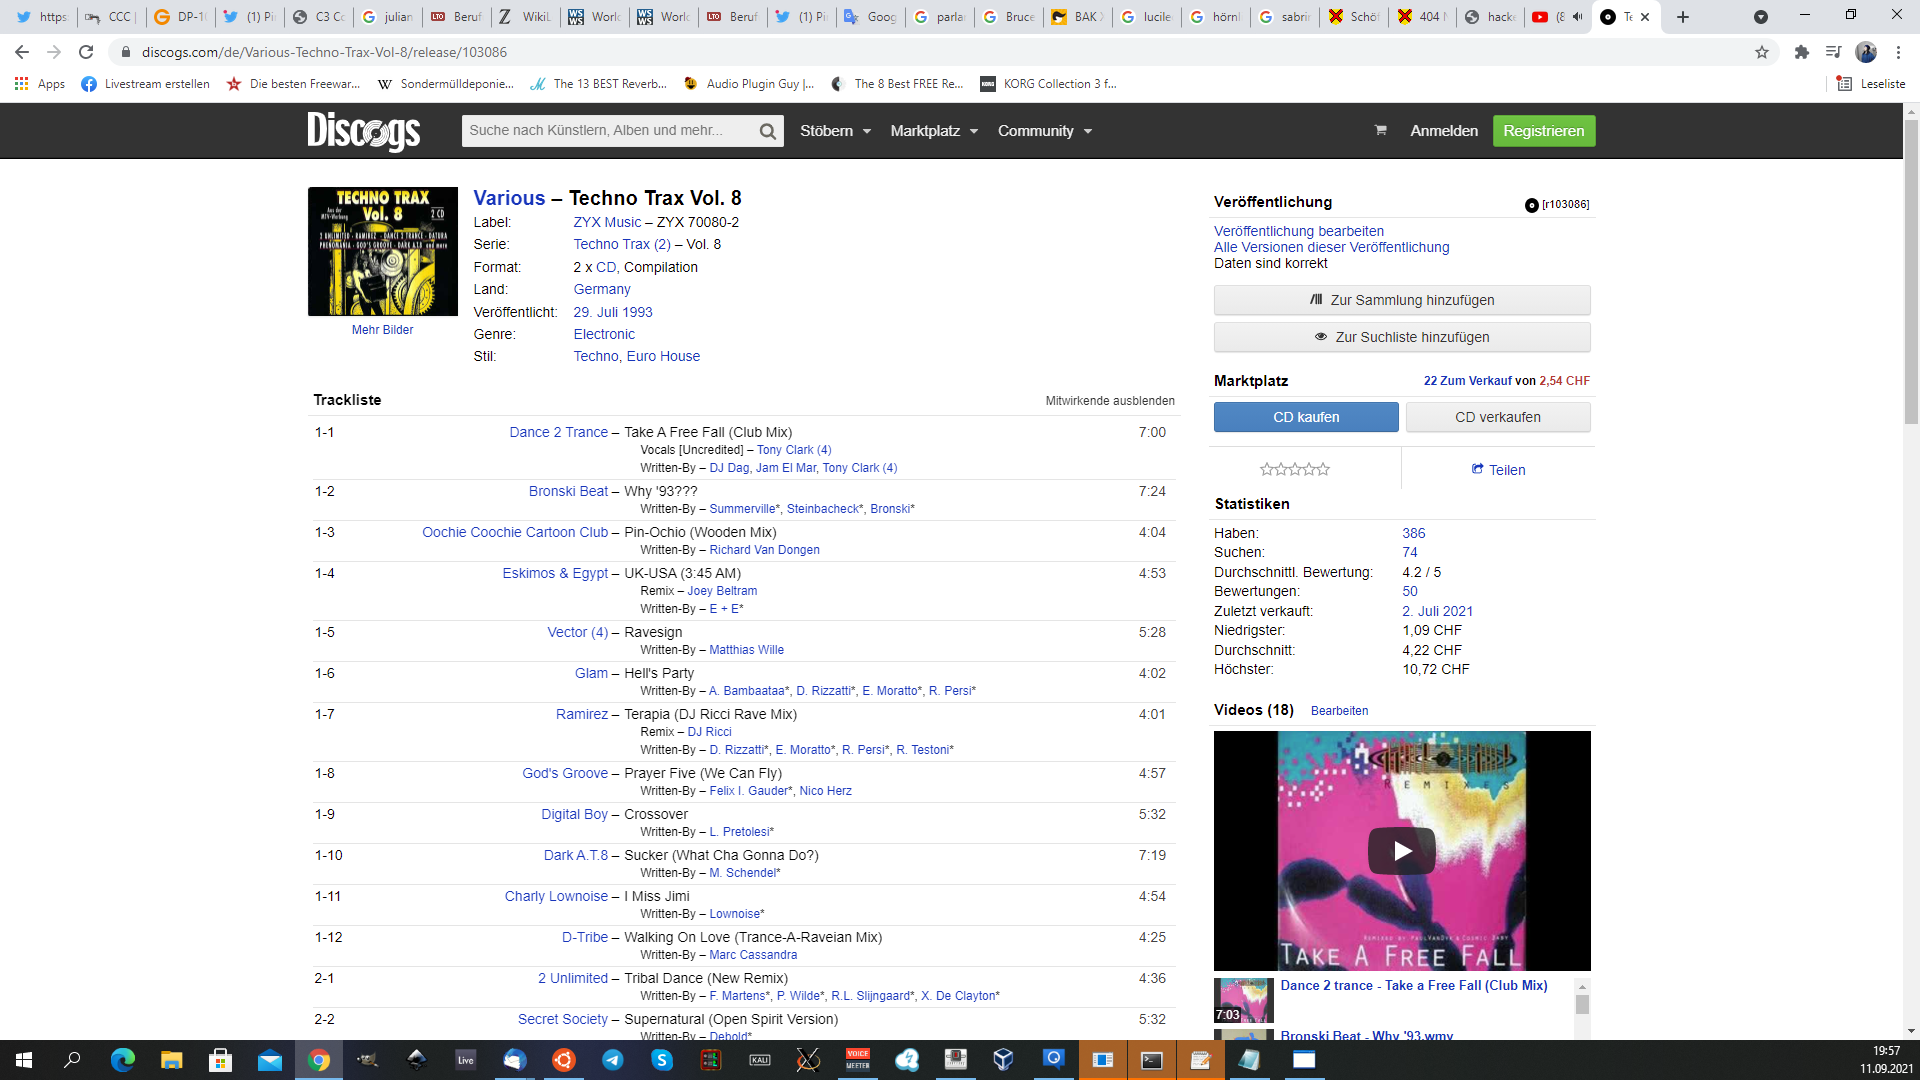 https:
CCC |
DP-1
(1) Pi
C3 Co
julian
Beruf
WikiL
Worl
Worl
Beruf
(1) Pi
Goog
parla
Bruce
BAK
lucile
hörnl
sabrin
Schöf
404 N
hacke
(8
Te
discogs.com/de/Various-Techno-Trax-Vol-8/release/103086
Apps
Livestream erstellen
Die besten Freewar...
Sondermülldeponie...
The 13 BEST Reverb...
Audio Plugin Guy |...
The 8 Best FREE Re...
KORG Collection 3 f...
Leseliste
Discogs
Suche nach Künstlern, Alben und mehr...
Stöbern
Marktplatz
Community
Anmelden
Registrieren
TECHNO TRAX
Vol. 8
2 CD
Mehr Bilder
Various – Techno Trax Vol. 8
Label: ZYX Music – ZYX 70080-2
Serie: Techno Trax (2) – Vol. 8
Format: 2 x CD, Compilation
Land: Germany
Veröffentlicht: 29. Juli 1993
Genre: Electronic
Stil: Techno, Euro House
Trackliste
Mitwirkende ausblenden
1-1 Dance 2 Trance – Take A Free Fall (Club Mix) 7:00
Vocals [Uncredited] – Tony Clark (4)
Written-By – DJ Dag, Jam El Mar, Tony Clark (4)
1-2 Bronski Beat – Why '93??? 7:24
Written-By – Summerville*, Steinbacheck*, Bronski*
1-3 Oochie Coochie Cartoon Club – Pin-Ochio (Wooden Mix) 4:04
Written-By – Richard Van Dongen
1-4 Eskimos & Egypt – UK-USA (3:45 AM) 4:53
Remix – Joey Beltram
Written-By – E + E*
1-5 Vector (4) – Ravesign 5:28
Written-By – Matthias Wille
1-6 Glam – Hell's Party 4:02
Written-By – A. Bambaataa*, D. Rizzatti*, E. Moratto*, R. Persi*
1-7 Ramirez – Terapia (DJ Ricci Rave Mix) 4:01
Remix – DJ Ricci
Written-By – D. Rizzatti*, E. Moratto*, R. Persi*, R. Testoni*
1-8 God's Groove – Prayer Five (We Can Fly) 4:57
Written-By – Felix I. Gauder*, Nico Herz
1-9 Digital Boy – Crossover 5:32
Written-By – L. Pretolesi*
1-10 Dark A.T.8 – Sucker (What Cha Gonna Do?) 7:19
Written-By – M. Schendel*
1-11 Charly Lownoise – I Miss Jimi 4:54
Written-By – Lownoise*
1-12 D-Tribe – Walking On Love (Trance-A-Raveian Mix) 4:25
Written-By – Marc Cassandra
2-1 2 Unlimited – Tribal Dance (New Remix) 4:36
Written-By – F. Martens*, P. Wilde*, R.L. Slijngaard*, X. De Clayton*
2-2 Secret Society – Supernatural (Open Spirit Version) 5:32
Written-By – Debold*
Veröffentlichung
[r103086]
Veröffentlichung bearbeiten
Alle Versionen dieser Veröffentlichung
Daten sind korrekt
Zur Sammlung hinzufügen
Zur Suchliste hinzufügen
Marktplatz
22 Zum Verkauf von 2,54 CHF
CD kaufen
CD verkaufen
Teilen
Statistiken
Haben: 386
Suchen: 74
Durchschnittl. Bewertung: 4.2 / 5
Bewertungen: 50
Zuletzt verkauft: 2. Juli 2021
Niedrigster: 1,09 CHF
Durchschnitt: 4,22 CHF
Höchster: 10,72 CHF
Videos (18) Bearbeiten
REMIXES
TAKE A FREE FALL
7:03
Dance 2 trance - Take a Free Fall (Club Mix)
Bronski Beat - Why '93.wmv
Live
KALI
VOICE
MEETER
19:57
11.09.2021